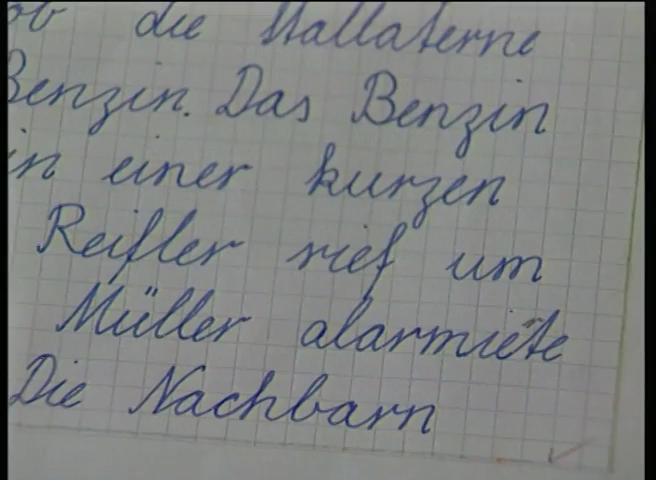 ob die Stallaterne
Benzin. Das Benzin
in einer kurzen
Reifler rief um
Müller alarmiete
Die Nachbarn